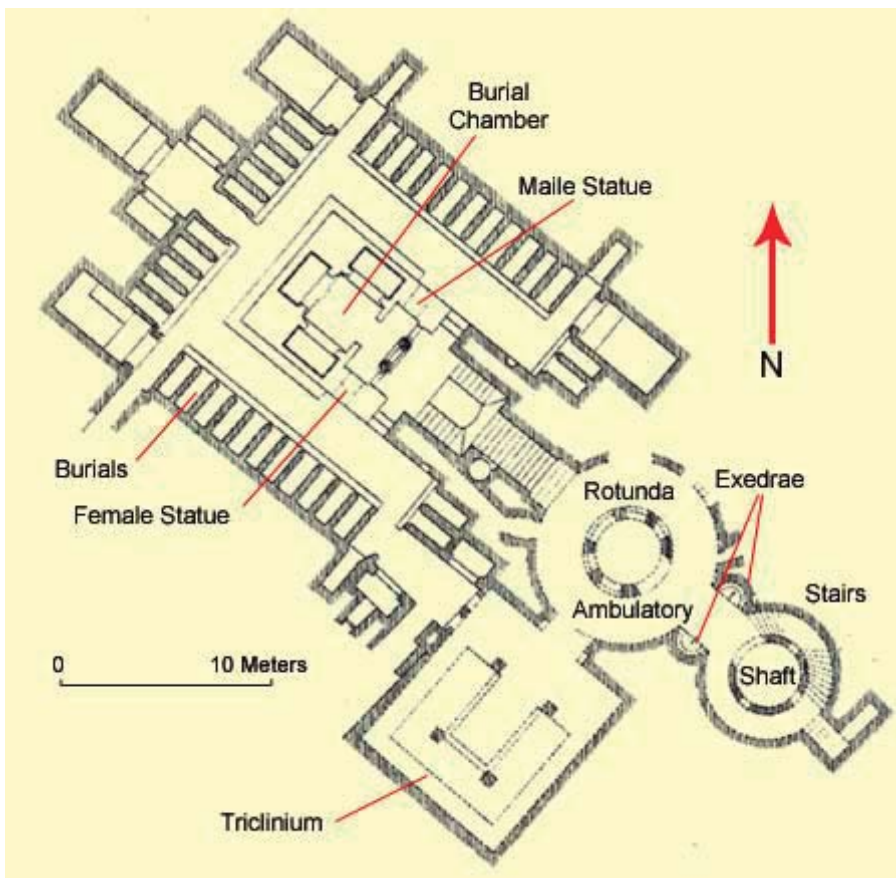 Burial
Chamber
Maile Statue
N
Burials
Female Statue
Rotunda
Exedrae
Stairs
Ambulatory
Shaft
0 10 Meters
Triclinium